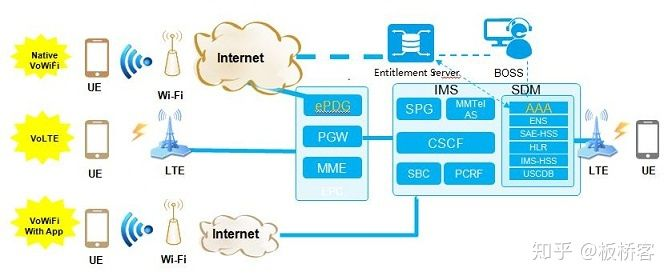 Native
VoWiFi
UE
Wi-Fi
Internet
Entitlement Server
BOSS
VoLTE
UE
LTE
ePDG
PGW
MME
EPC
IMS
SPG
MMTel
AS
CSCF
SBC
PCRF
SDM
AAA
ENS
SAE-HSS
HLR
IMS-HSS
USCDB
LTE
UE
VoWiFi
With App
UE
Wi-Fi
Internet
知乎 @板桥客